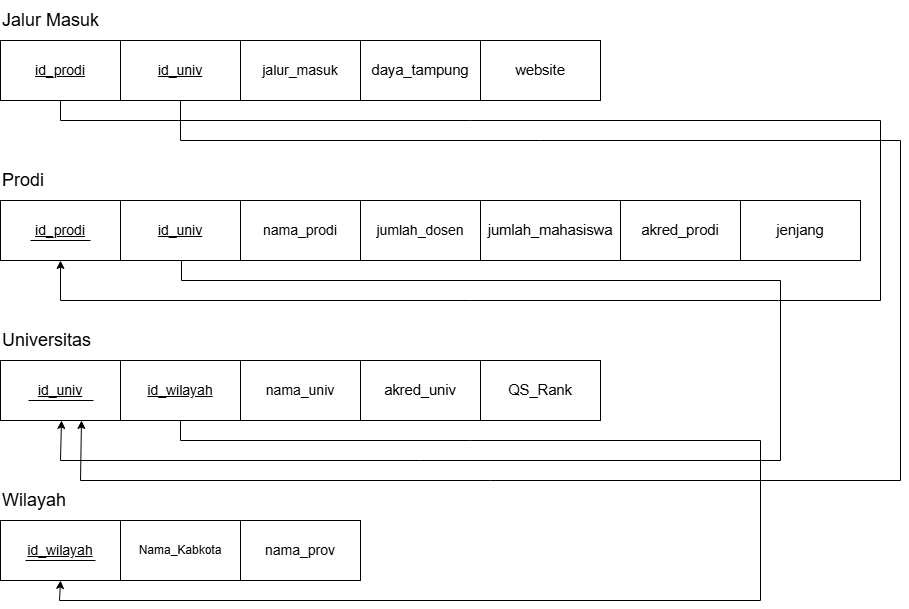 Jalur Masuk
id_prodi id_univ jalur_masuk daya_tampung website
Prodi
id_prodi id_univ nama_prodi jumlah_dosen jumlah_mahasiswa akred_prodi jenjang
Universitas
id_univ id_wilayah nama_univ akred_univ QS_Rank
Wilayah
id_wilayah Nama_Kabkota nama_prov